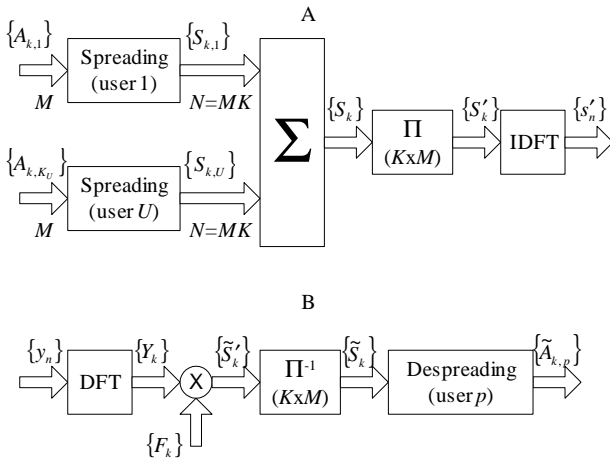 A
{A_{k,1}}
Spreading
(user 1)
{S_{k,1}}
M
N=MK
{A_{k,K_U}}
Spreading
(user U)
{S_{k,U}}
M
N=MK
Σ
{S_k}
Π
(KxM)
{S'_k}
IDFT
{s'_n}
B
{y_n}
DFT
{Y_k}
X
{F_k}
{S̃'_k}
Π⁻¹
(KxM)
{S̃_k}
Despreading
(user p)
{Ã_{k,p}}